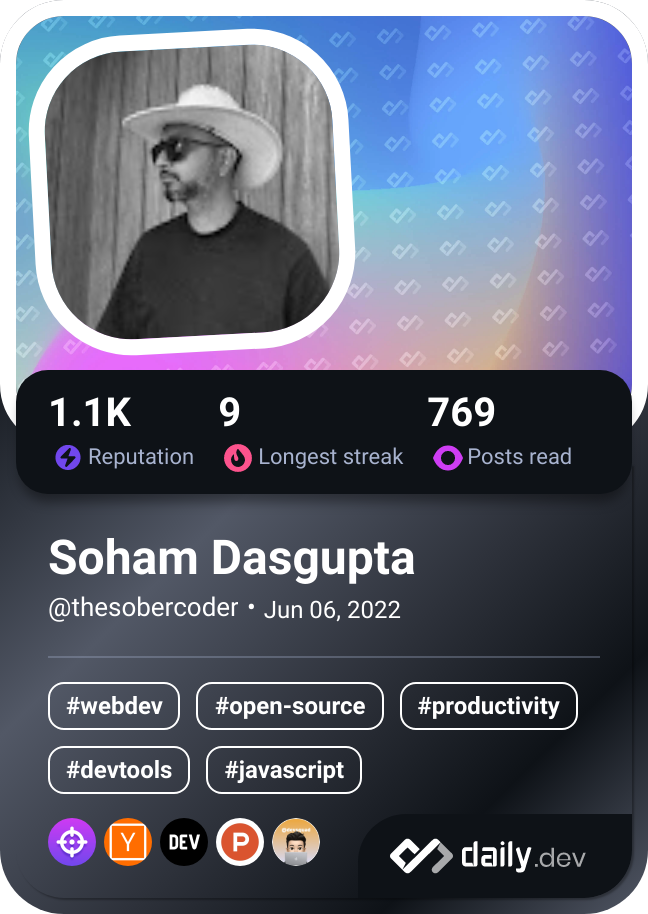 1.1K 9 769
Reputation Longest streak Posts read
Soham Dasgupta
@thesobercoder • Jun 06, 2022
#webdev #open-source #productivity
#devtools #javascript
Y DEV P
daily.dev